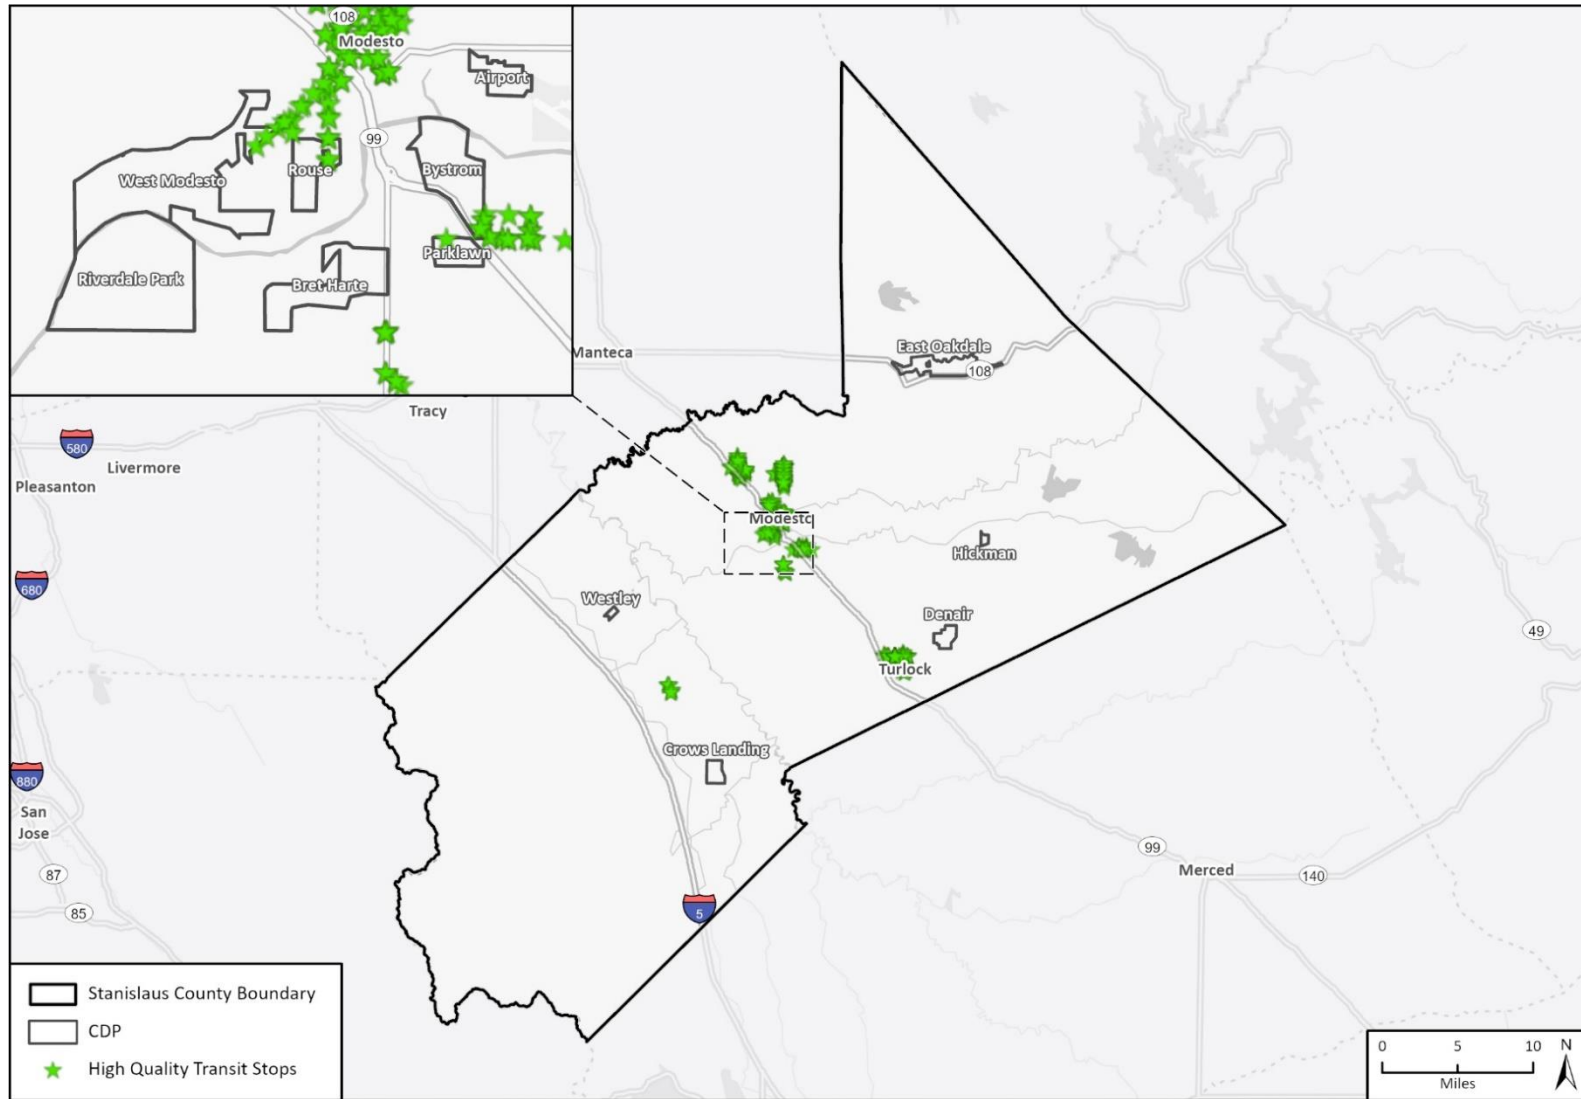 108
Modesto
Airport
99
West Modesto
Rouse
Bystrom
Parklawn
Riverdale Park
Bret Harte
Manteca
East Oakdale
108
Tracy
580
Livermore
Pleasanton
Modestc
Hickman
680
Westley
Denair
49
Turlock
Crows Landing
880
San
Jose
99
Merced
140
87
85
5
Stanislaus County Boundary
CDP
High Quality Transit Stops
0 5 10
Miles
N